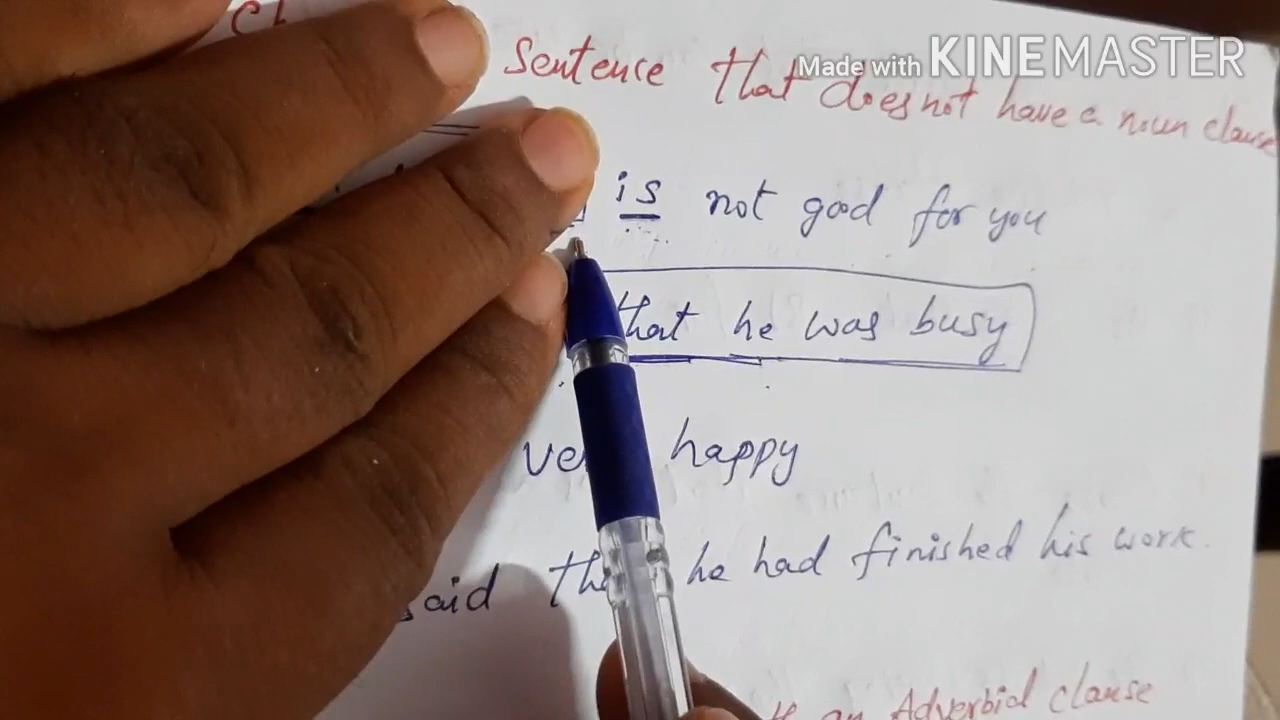 Sentence that does not have a noun clause
Made with KINEMASTER
is not good for you
that he was busy
happy
said he had finished his work.
an Adverbial clause